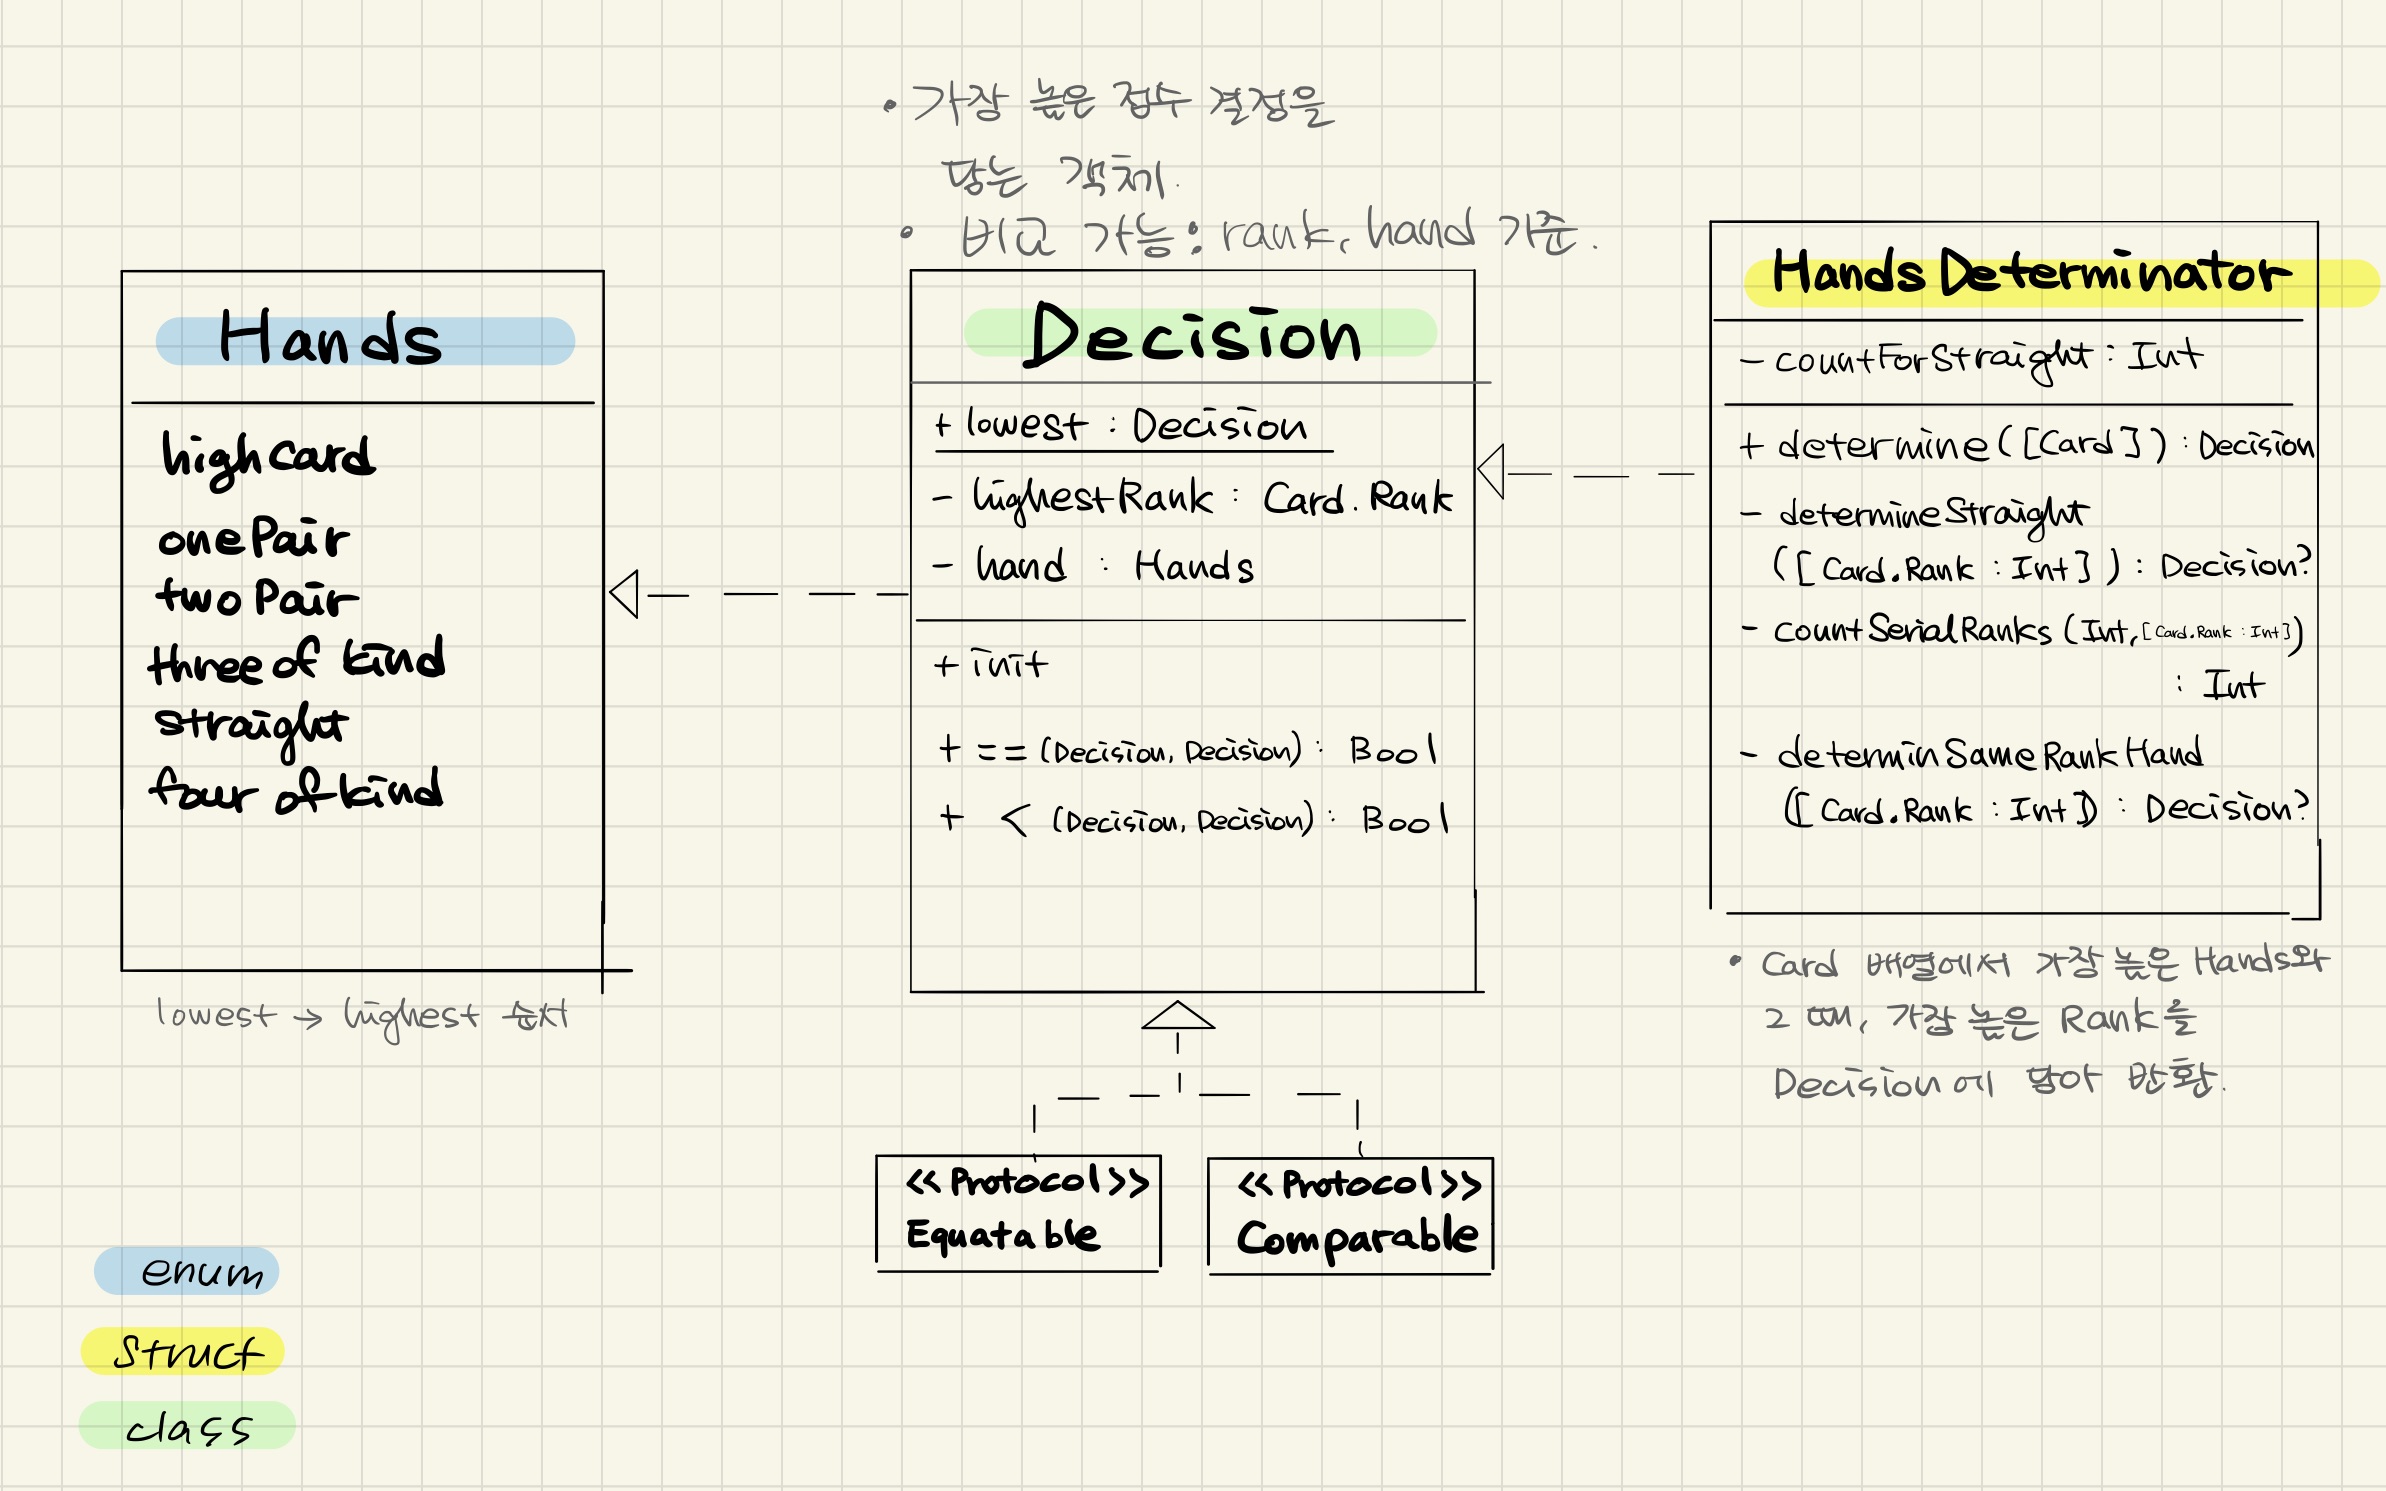 • 가장 높은 점수 결정을
담는 객체.
• 비교 가능 : rank, hand 기준.
Hands
highCard
onePair
twoPair
threeof kind
straight
four ofkind
lowest → highest 순서
Decision
+ lowest : Decision
- highestRank : Card.Rank
- hand : Hands
+ init
+ == (Decision, Decision) : Bool
+ < (Decision, Decision) : Bool
<< Protocol >>
Equatable
<< Protocol >>
Comparable
Hands Determinator
- countForStraight : Int
+ determine ([Card]) : Decision
- determineStraight
([Card.Rank : Int]) : Decision?
- countSerialRanks (Int, [Card.Rank : Int])
: Int
- determinSameRankHand
([Card.Rank : Int]) : Decision?
• Card 배열에서 가장 높은 Hands와
그 때, 가장 높은 Rank를
Decision에 담아 반환.
enum
Struct
class